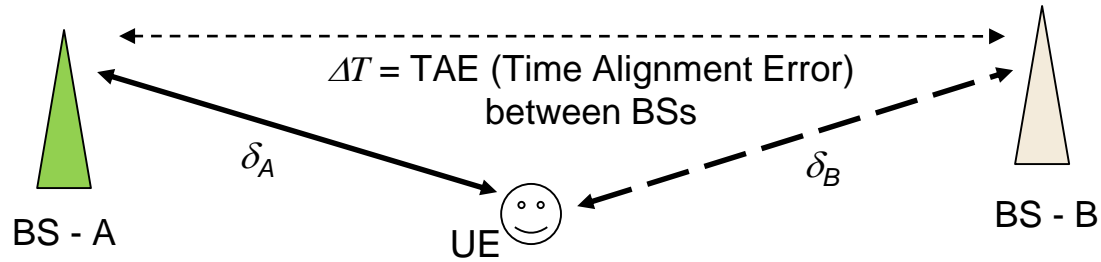 ΔT = TAE (Time Alignment Error)
between BSs
δA
δB
BS - A
UE
BS - B